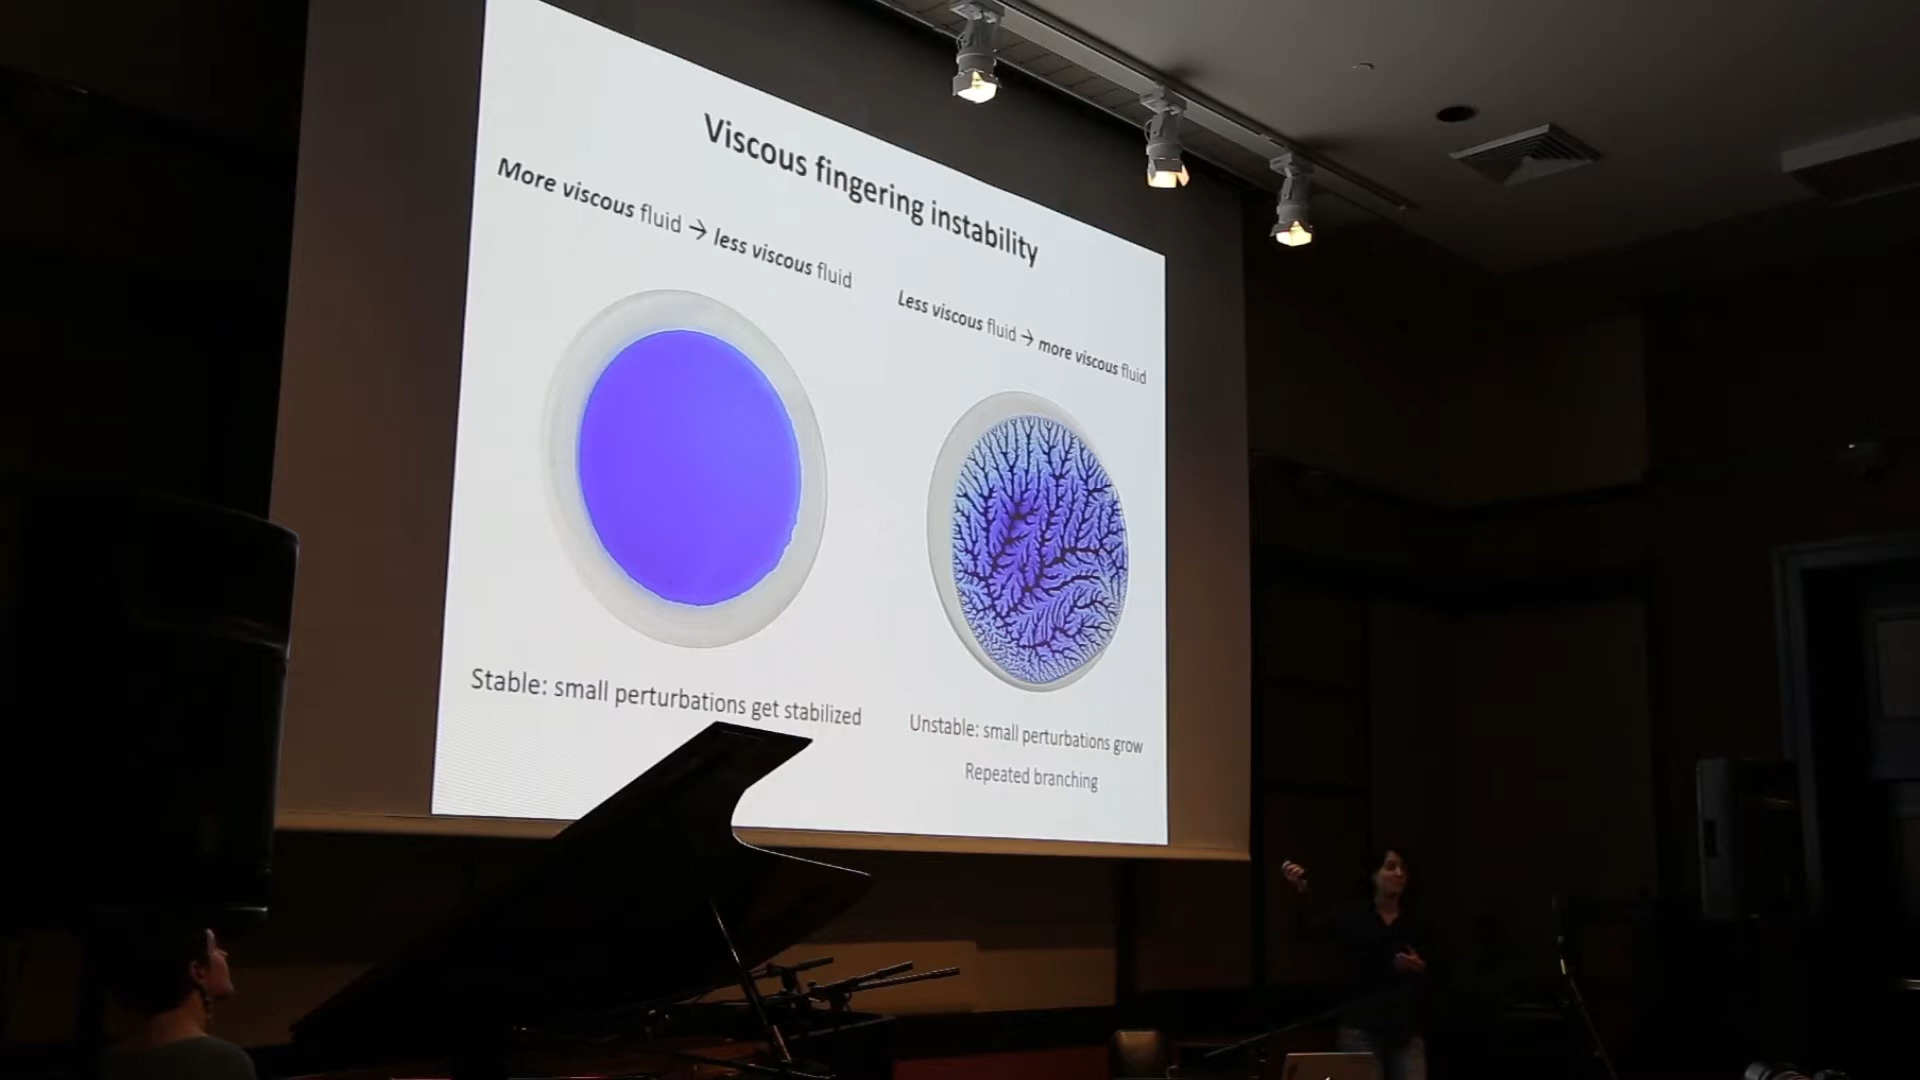 Viscous fingering instability
More viscous fluid → less viscous fluid
Less viscous fluid → more viscous fluid
Stable: small perturbations get stabilized
Unstable: small perturbations grow
Repeated branching